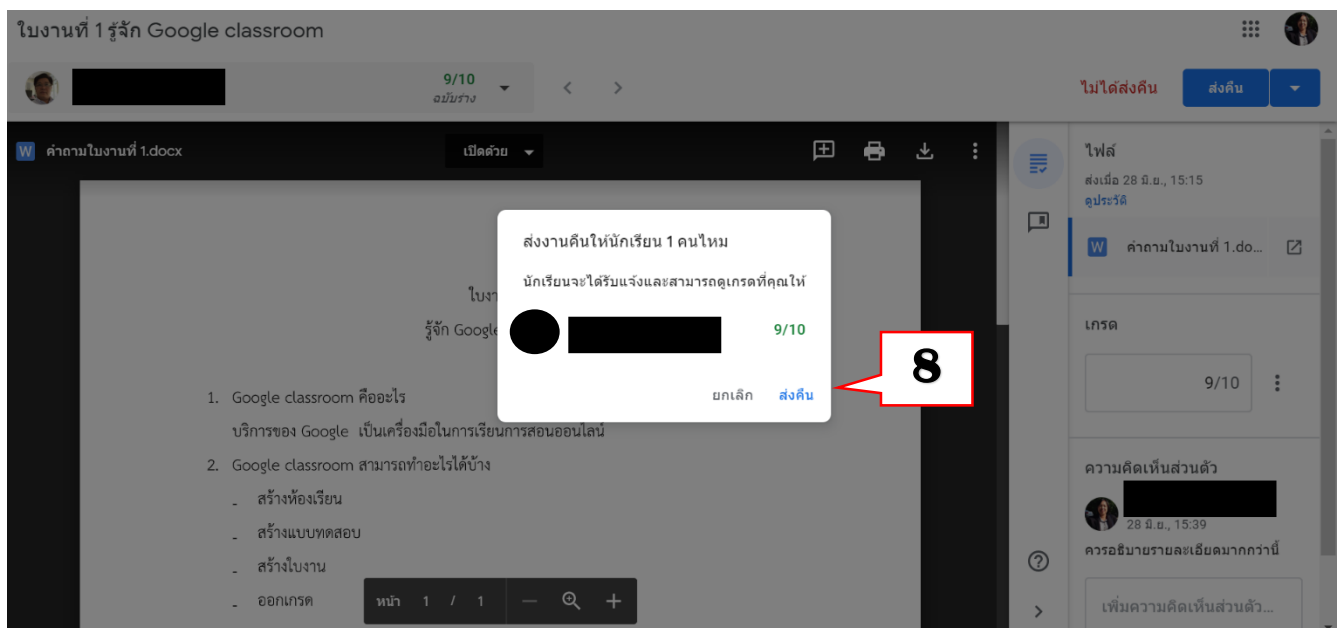 ใบงานที่ 1 รู้จัก Google classroom
9/10
ฉบับร่าง
ไม่ได้ส่งคืน
ส่งคืน
W คำถามใบงานที่ 1.docx
เปิดด้วย
ไฟล์
ส่งเมื่อ 28 มิ.ย., 15:15
ดูประวัติ
W คำถามใบงานที่ 1.do...
ส่งงานคืนให้นักเรียน 1 คนไหม
นักเรียนจะได้รับแจ้งและสามารถดูเกรดที่คุณให้
9/10
ยกเลิก ส่งคืน
8
ใบงา
รู้จัก Google
1. Google classroom คืออะไร
บริการของ Google เป็นเครื่องมือในการเรียนการสอนออนไลน์
2. Google classroom สามารถทำอะไรได้บ้าง
- สร้างห้องเรียน
- สร้างแบบทดสอบ
- สร้างใบงาน
- ออกเกรด
หน้า 1 / 1
เกรด
9/10
ความคิดเห็นส่วนตัว
28 มิ.ย., 15:39
ควรอธิบายรายละเอียดมากกว่านี้
เพิ่มความคิดเห็นส่วนตัว...